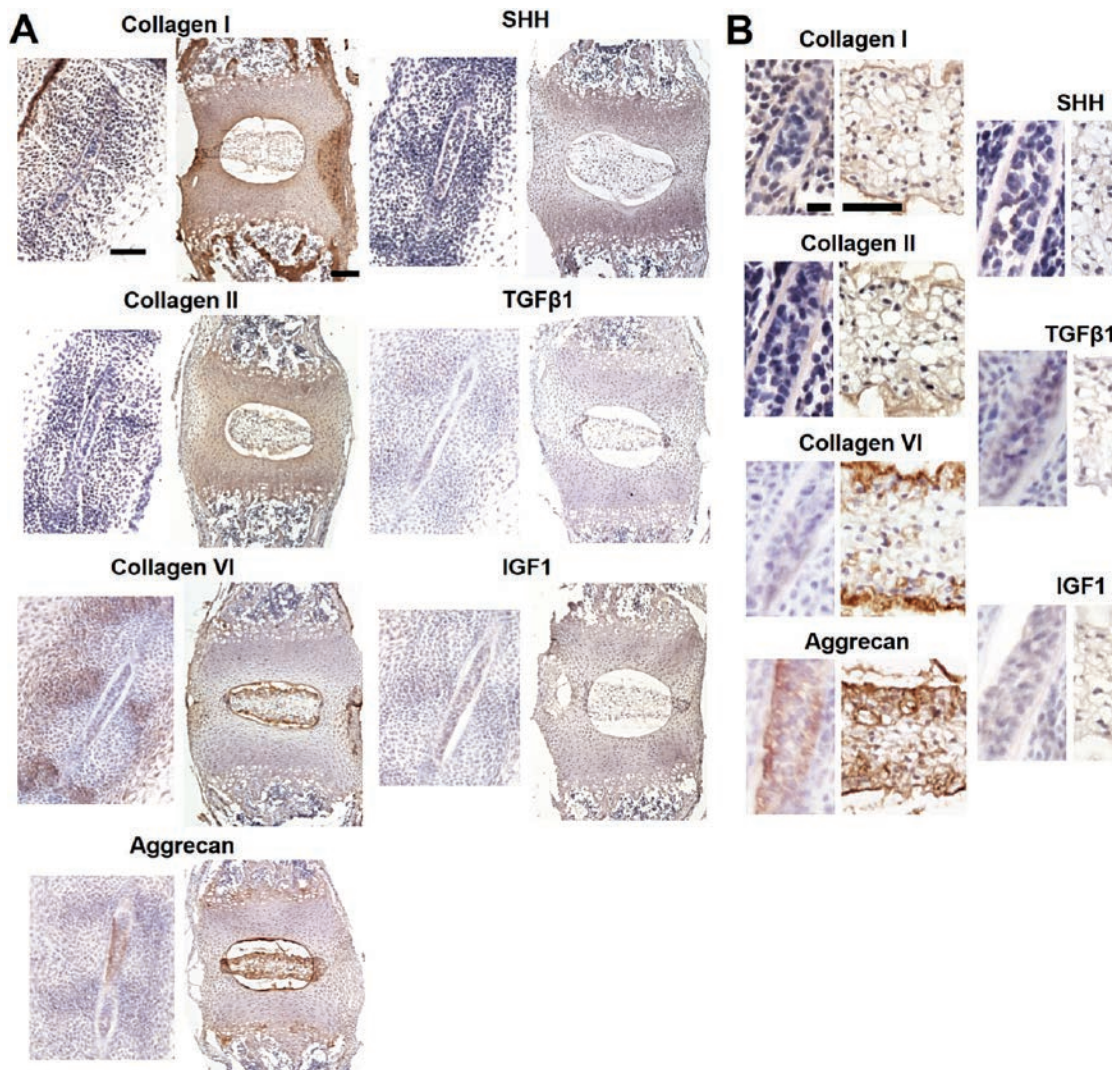 A
Collagen I
SHH
Collagen II
TGFβ1
Collagen VI
IGF1
Aggrecan
B
Collagen I
SHH
Collagen II
TGFβ1
Collagen VI
IGF1
Aggrecan